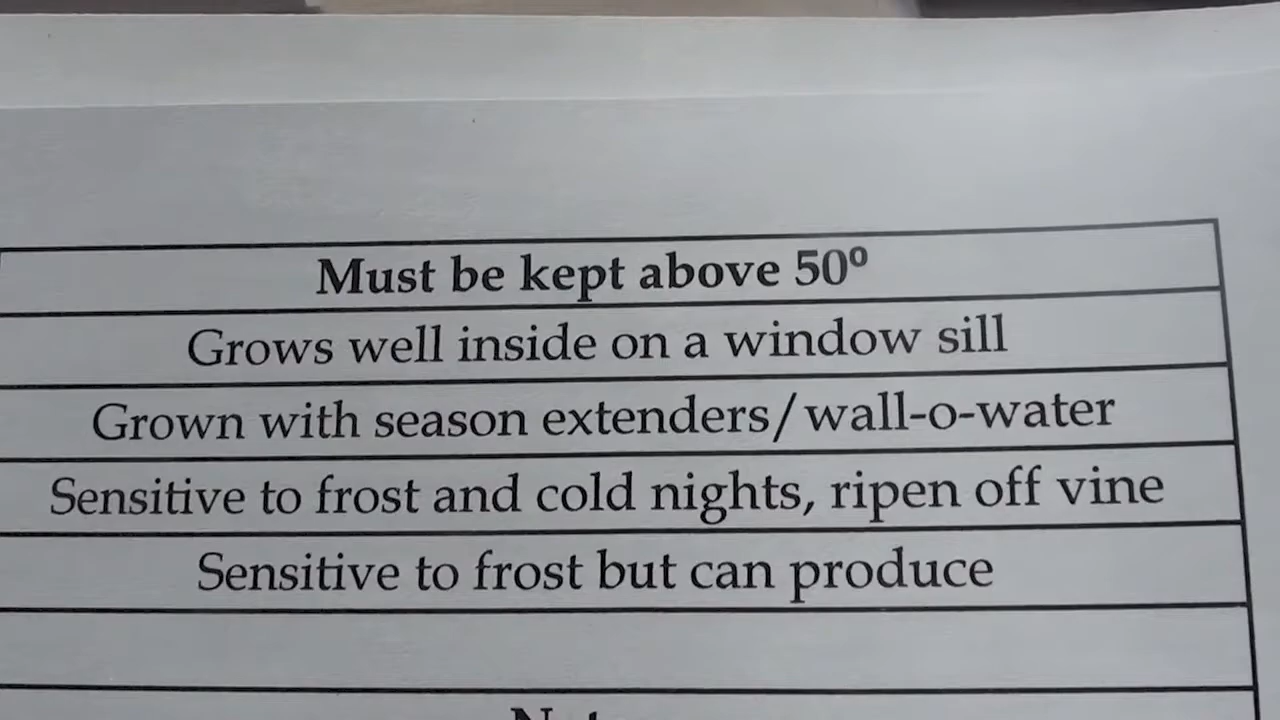 Must be kept above 50º
Grows well inside on a window sill
Grown with season extenders/wall-o-water
Sensitive to frost and cold nights, ripen off vine
Sensitive to frost but can produce